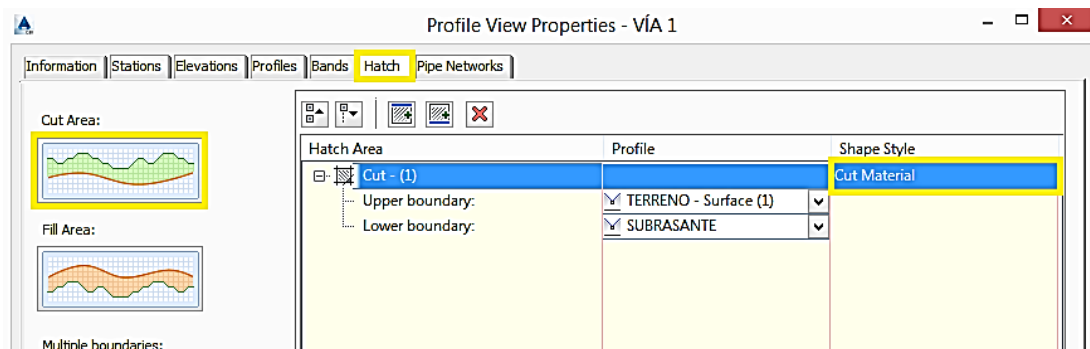 Profile View Properties - VÍA 1
Information Stations Elevations Profiles Bands Hatch Pipe Networks
Cut Area:
Hatch Area Profile Shape Style
Cut - (1) Cut Material
Upper boundary: TERRENO - Surface (1)
Lower boundary: SUBRASANTE
Fill Area:
Multiple boundaries: